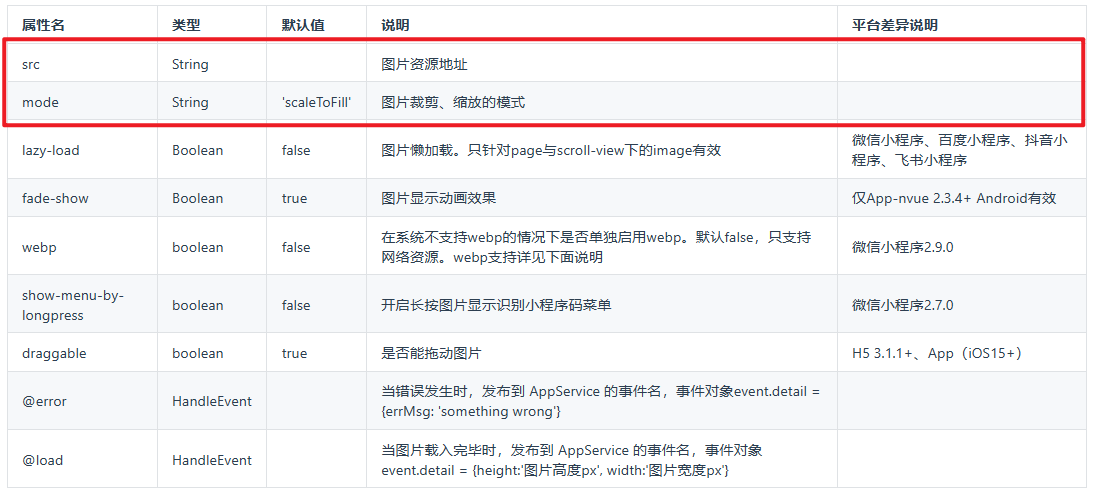 属性名 类型 默认值 说明 平台差异说明
src String 图片资源地址
mode String 'scaleToFill' 图片裁剪、缩放的模式
lazy-load Boolean false 图片懒加载。只针对page与scroll-view下的image有效 微信小程序、百度小程序、抖音小
程序、飞书小程序
fade-show Boolean true 图片显示动画效果 仅App-nvue 2.3.4+ Android有效
webp boolean false 在系统不支持webp的情况下是否单独启用webp。默认false，只支持
网络资源。webp支持详见下面说明 微信小程序2.9.0
show-menu-by-
longpress boolean false 开启长按图片显示识别小程序码菜单 微信小程序2.7.0
draggable boolean true 是否能拖动图片 H5 3.1.1+、App（iOS15+）
@error HandleEvent 当错误发生时，发布到 AppService 的事件名，事件对象event.detail =
{errMsg: 'something wrong'}
@load HandleEvent 当图片载入完毕时，发布到 AppService 的事件名，事件对象
event.detail = {height:'图片高度px', width:'图片宽度px'}